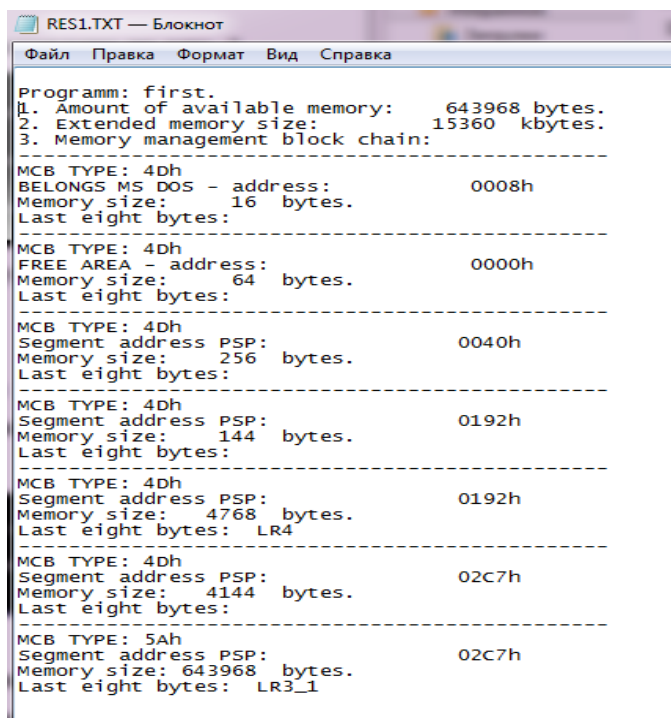 RES1.TXT — Блокнот
Файл Правка Формат Вид Справка
Programm: first.
1. Amount of available memory: 643968 bytes.
2. Extended memory size: 15360 kbytes.
3. Memory management block chain:
------------------------------------------------
MCB TYPE: 4Dh
BELONGS MS DOS - address: 0008h
Memory size: 16 bytes.
Last eight bytes:
------------------------------------------------
MCB TYPE: 4Dh
FREE AREA - address: 0000h
Memory size: 64 bytes.
Last eight bytes:
------------------------------------------------
MCB TYPE: 4Dh
Segment address PSP: 0040h
Memory size: 256 bytes.
Last eight bytes:
------------------------------------------------
MCB TYPE: 4Dh
Segment address PSP: 0192h
Memory size: 144 bytes.
Last eight bytes:
------------------------------------------------
MCB TYPE: 4Dh
Segment address PSP: 0192h
Memory size: 4768 bytes.
Last eight bytes: LR4
------------------------------------------------
MCB TYPE: 4Dh
Segment address PSP: 02C7h
Memory size: 4144 bytes.
Last eight bytes:
------------------------------------------------
MCB TYPE: 5Ah
Segment address PSP: 02C7h
Memory size: 643968 bytes.
Last eight bytes: LR3_1